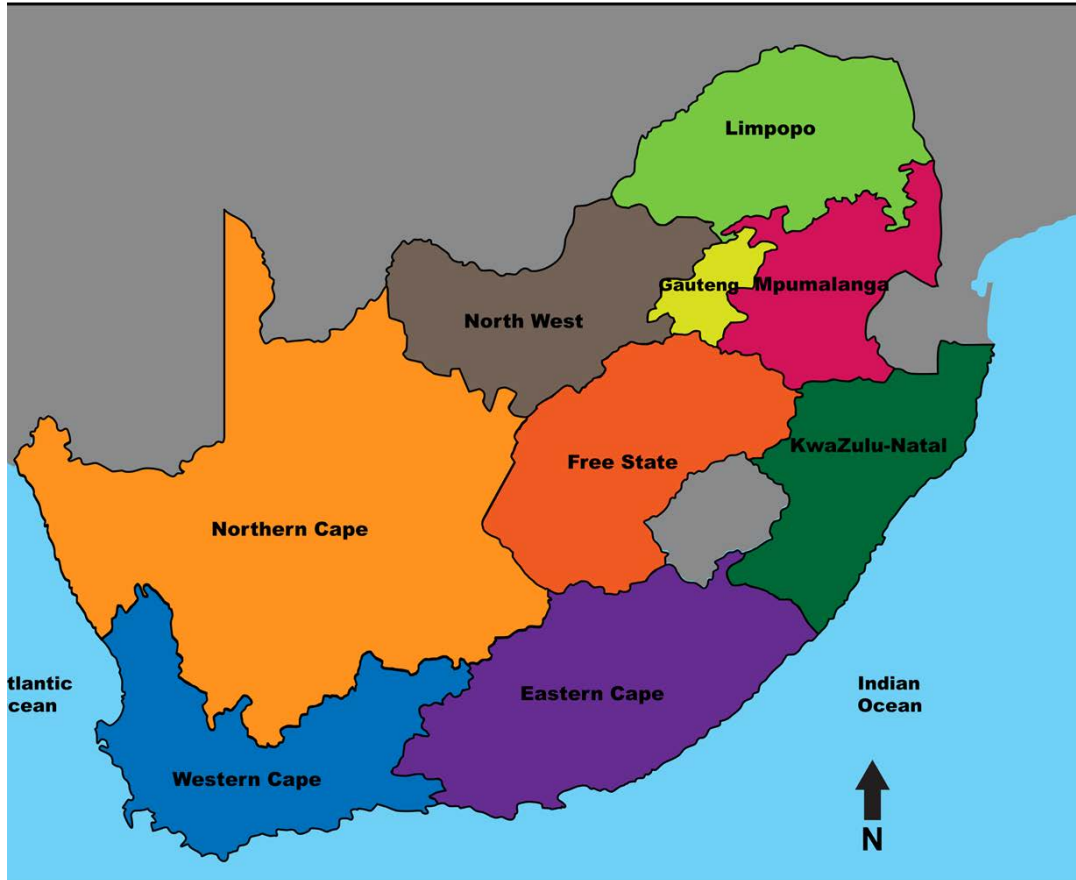 Limpopo
Gauteng
Mpumalanga
North West
KwaZulu-Natal
Free State
Northern Cape
tlantic
cean
Eastern Cape
Indian
Ocean
Western Cape
N